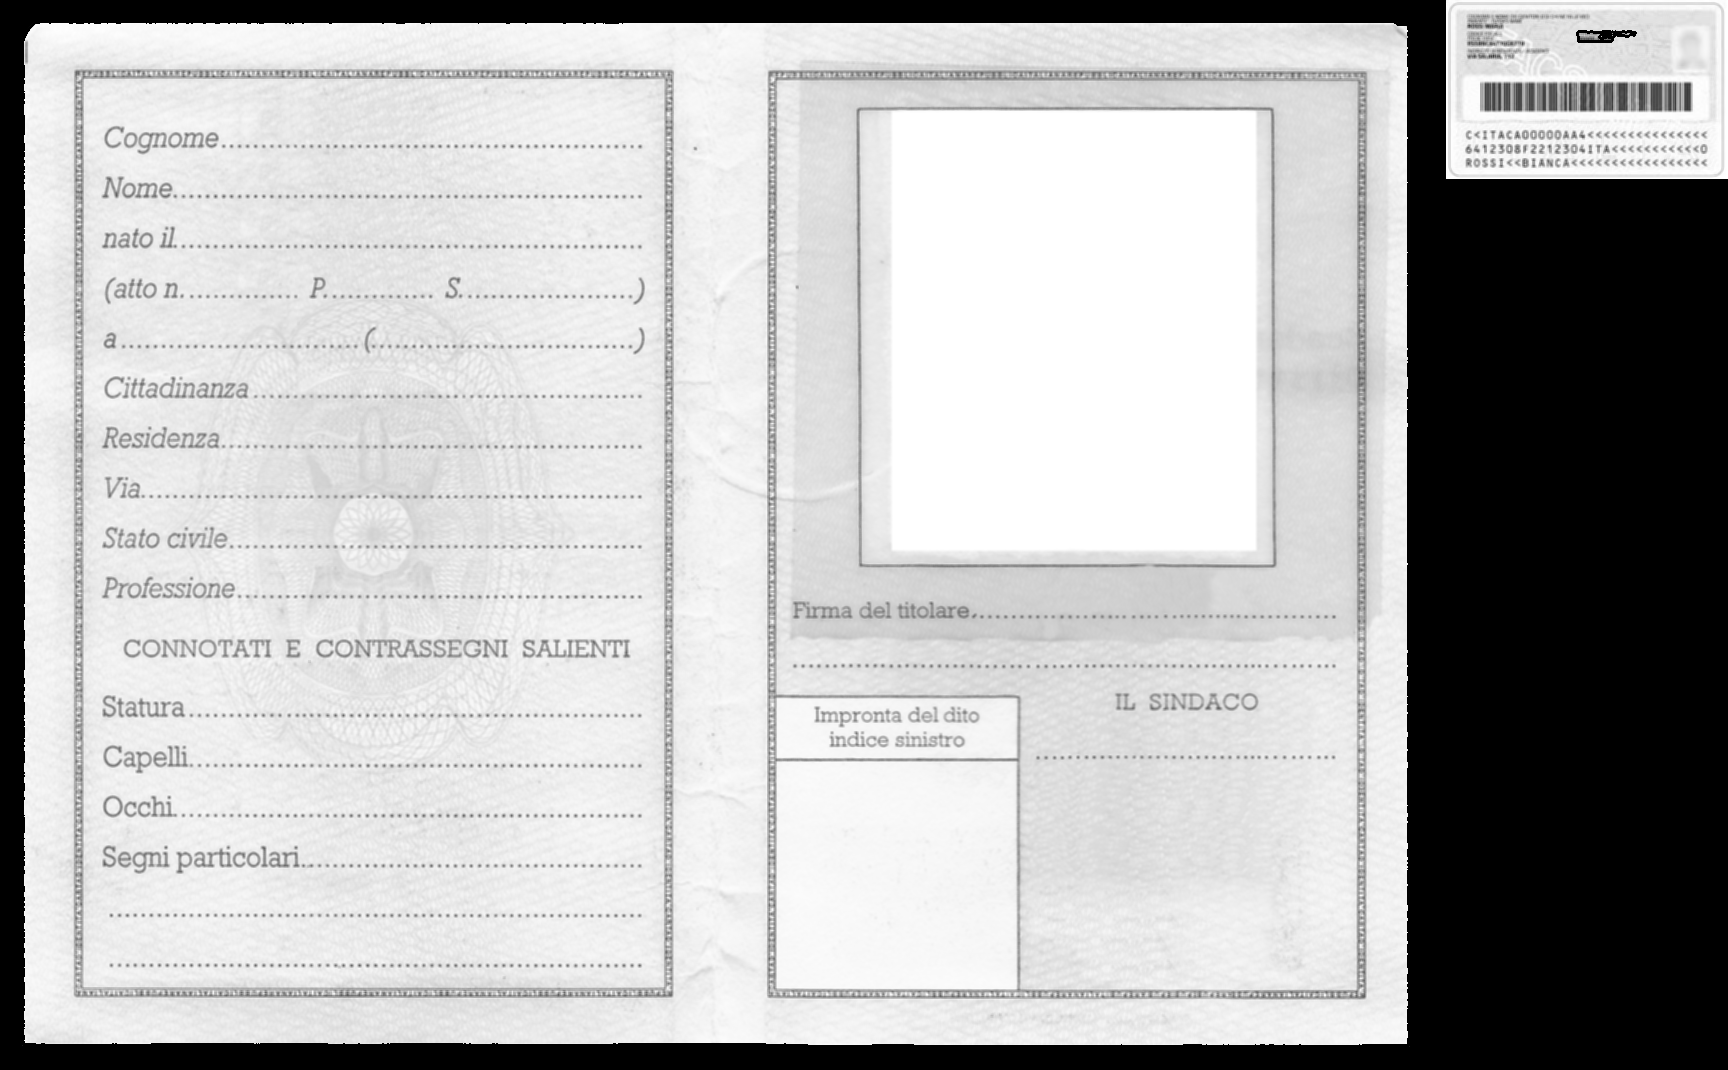 Cognome
Nome
nato il
(atto n. P. S. )
a ( )
Cittadinanza
Residenza
Via
Stato civile
Professione
CONNOTATI E CONTRASSEGNI SALIENTI
Statura
Capelli
Occhi
Segni particolari
Firma del titolare
Impronta del dito
indice sinistro
IL SINDACO
C<ITACA00000AA4<<<<<<<<<<<<<<<
6412308F2212304ITA<<<<<<<<<<<0
ROSSI<<BIANCA<<<<<<<<<<<<<<<<<